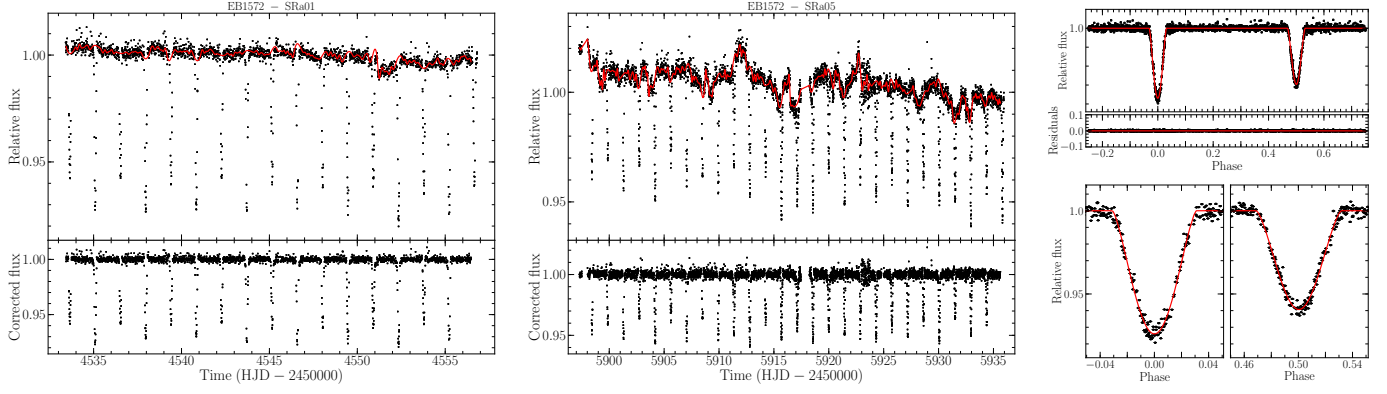 EB1572 − SRa01
Relative flux
1.00
0.95
Corrected flux
1.00
0.95
4535
4540
4545
4550
4555
Time (HJD − 2450000)
EB1572 − SRa05
Relative flux
1.00
0.95
Corrected flux
1.00
0.95
5900
5905
5910
5915
5920
5925
5930
5935
Time (HJD − 2450000)
Relative flux
1.0
Residuals
0.1
0.0
−0.1
−0.2
0.0
0.2
0.4
0.6
Phase
Relative flux
1.0
0.95
−0.04
0.00
0.04
Phase
0.46
0.50
0.54
Phase